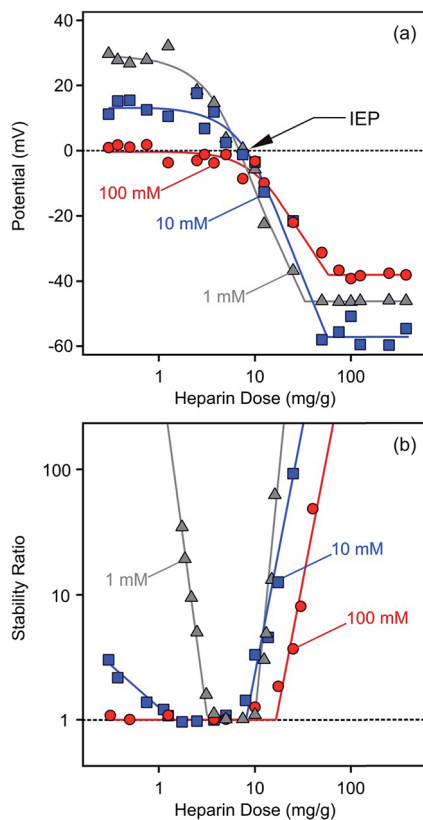 (a)
40
20
0
-20
-40
-60
Potential (mV)
IEP
100 mM
10 mM
1 mM
1
10
100
Heparin Dose (mg/g)
(b)
100
10
1
Stability Ratio
1 mM
10 mM
100 mM
1
10
100
Heparin Dose (mg/g)